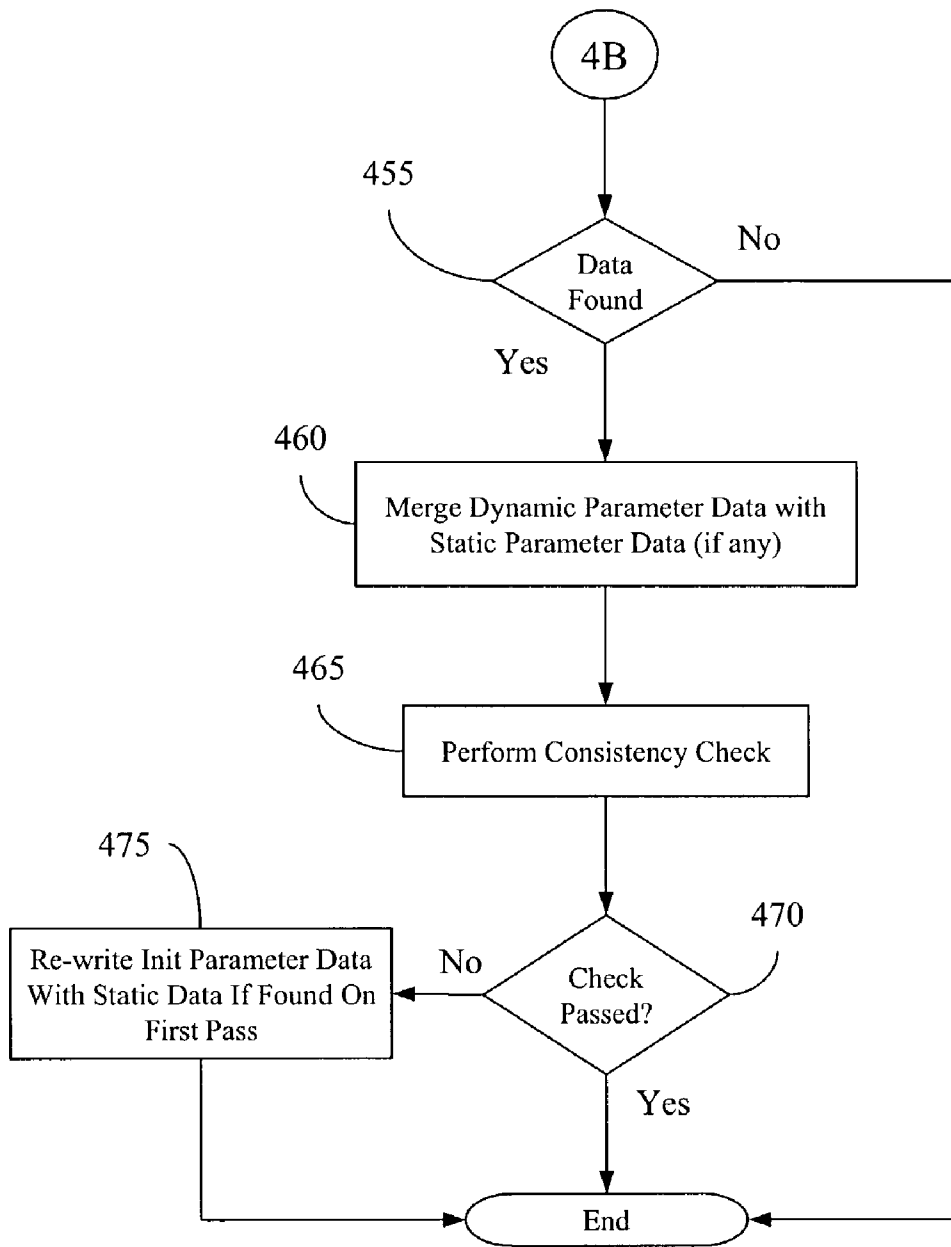 4B
455
No
Data
Found
Yes
460
Merge Dynamic Parameter Data with
Static Parameter Data (if any)
465
Perform Consistency Check
475
470
Re-write Init Parameter Data
With Static Data If Found On
First Pass
No
Check
Passed?
Yes
End